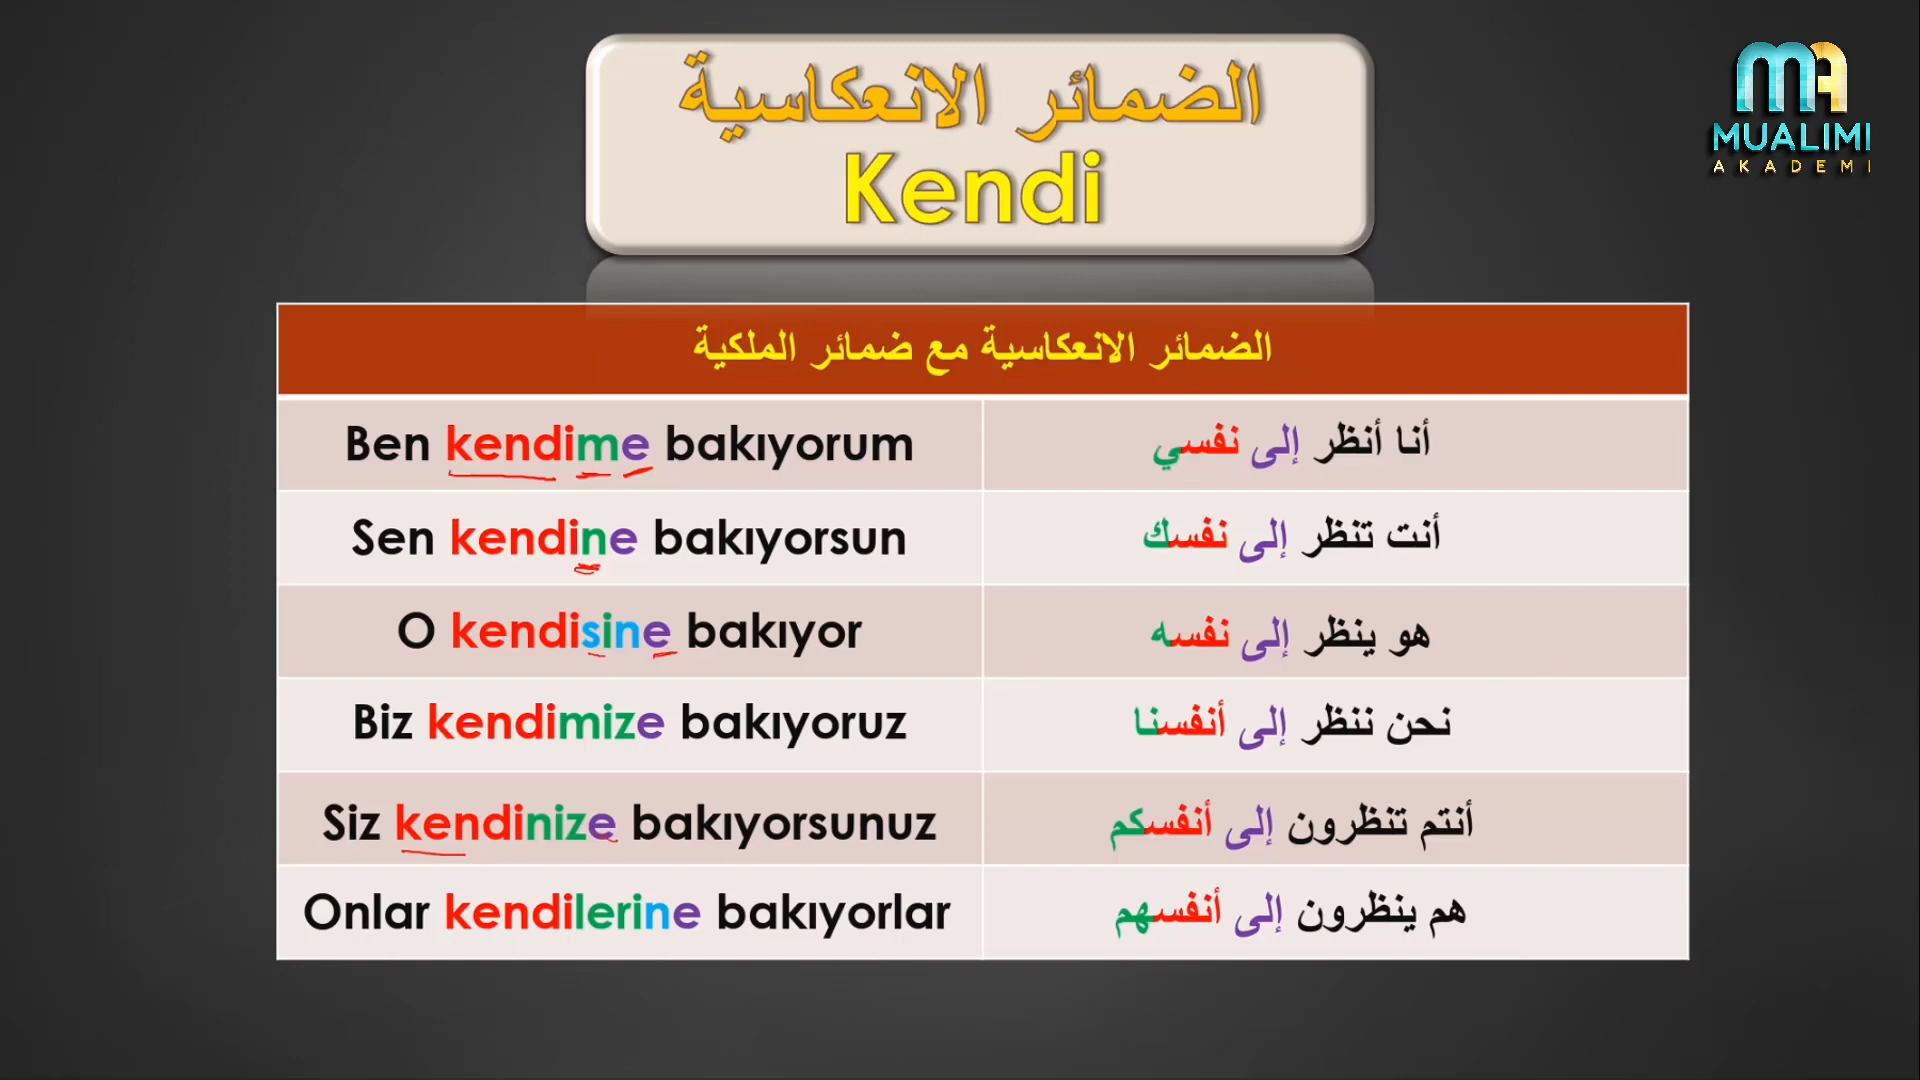 الضمائر الانعكاسية
Kendi
MUALIMI
AKADEMI
الضمائر الانعكاسية مع ضمائر الملكية
Ben kendime bakıyorum
أنا أنظر إلى نفسي
Sen kendine bakıyorsun
أنت تنظر إلى نفسك
O kendisine bakıyor
هو ينظر إلى نفسه
Biz kendimize bakıyoruz
نحن ننظر إلى أنفسنا
Siz kendinize bakıyorsunuz
أنتم تنظرون إلى أنفسكم
Onlar kendilerine bakıyorlar
هم ينظرون إلى أنفسهم